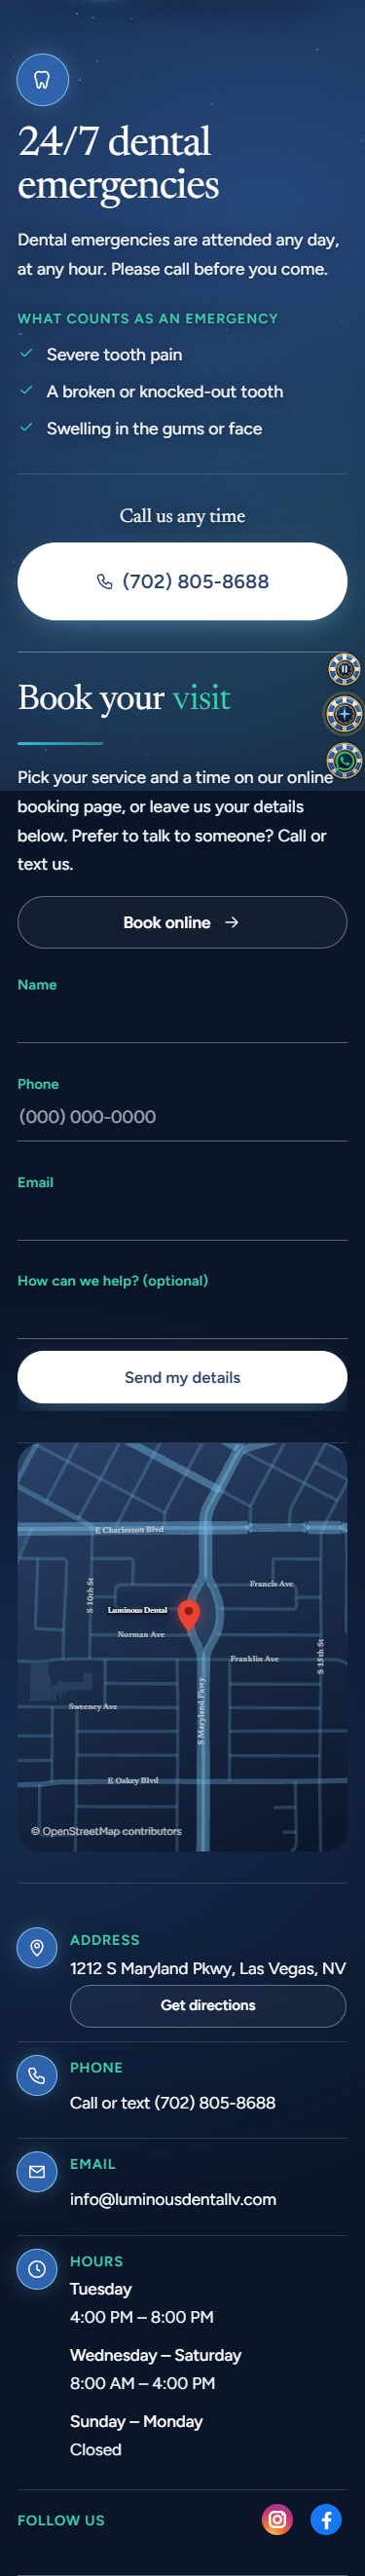 24/7 dental
emergencies
Dental emergencies are attended any day,
at any hour. Please call before you come.
WHAT COUNTS AS AN EMERGENCY
Severe tooth pain
A broken or knocked-out tooth
Swelling in the gums or face
Call us any time
(702) 805-8688
Book your visit
Pick your service and a time on our online
booking page, or leave us your details
below. Prefer to talk to someone? Call or
text us.
Book online →
Name
Phone
(000) 000-0000
Email
How can we help? (optional)
Send my details
E Charleston Blvd
S 10th St
Francis Ave
Luminous Dental
Norman Ave
Franklin Ave
S 15th St
Sweeney Ave
S Maryland Pkwy
E Oakey Blvd
© OpenStreetMap contributors
ADDRESS
1212 S Maryland Pkwy, Las Vegas, NV
Get directions
PHONE
Call or text (702) 805-8688
EMAIL
info@luminousdentallv.com
HOURS
Tuesday
4:00 PM – 8:00 PM
Wednesday – Saturday
8:00 AM – 4:00 PM
Sunday – Monday
Closed
FOLLOW US